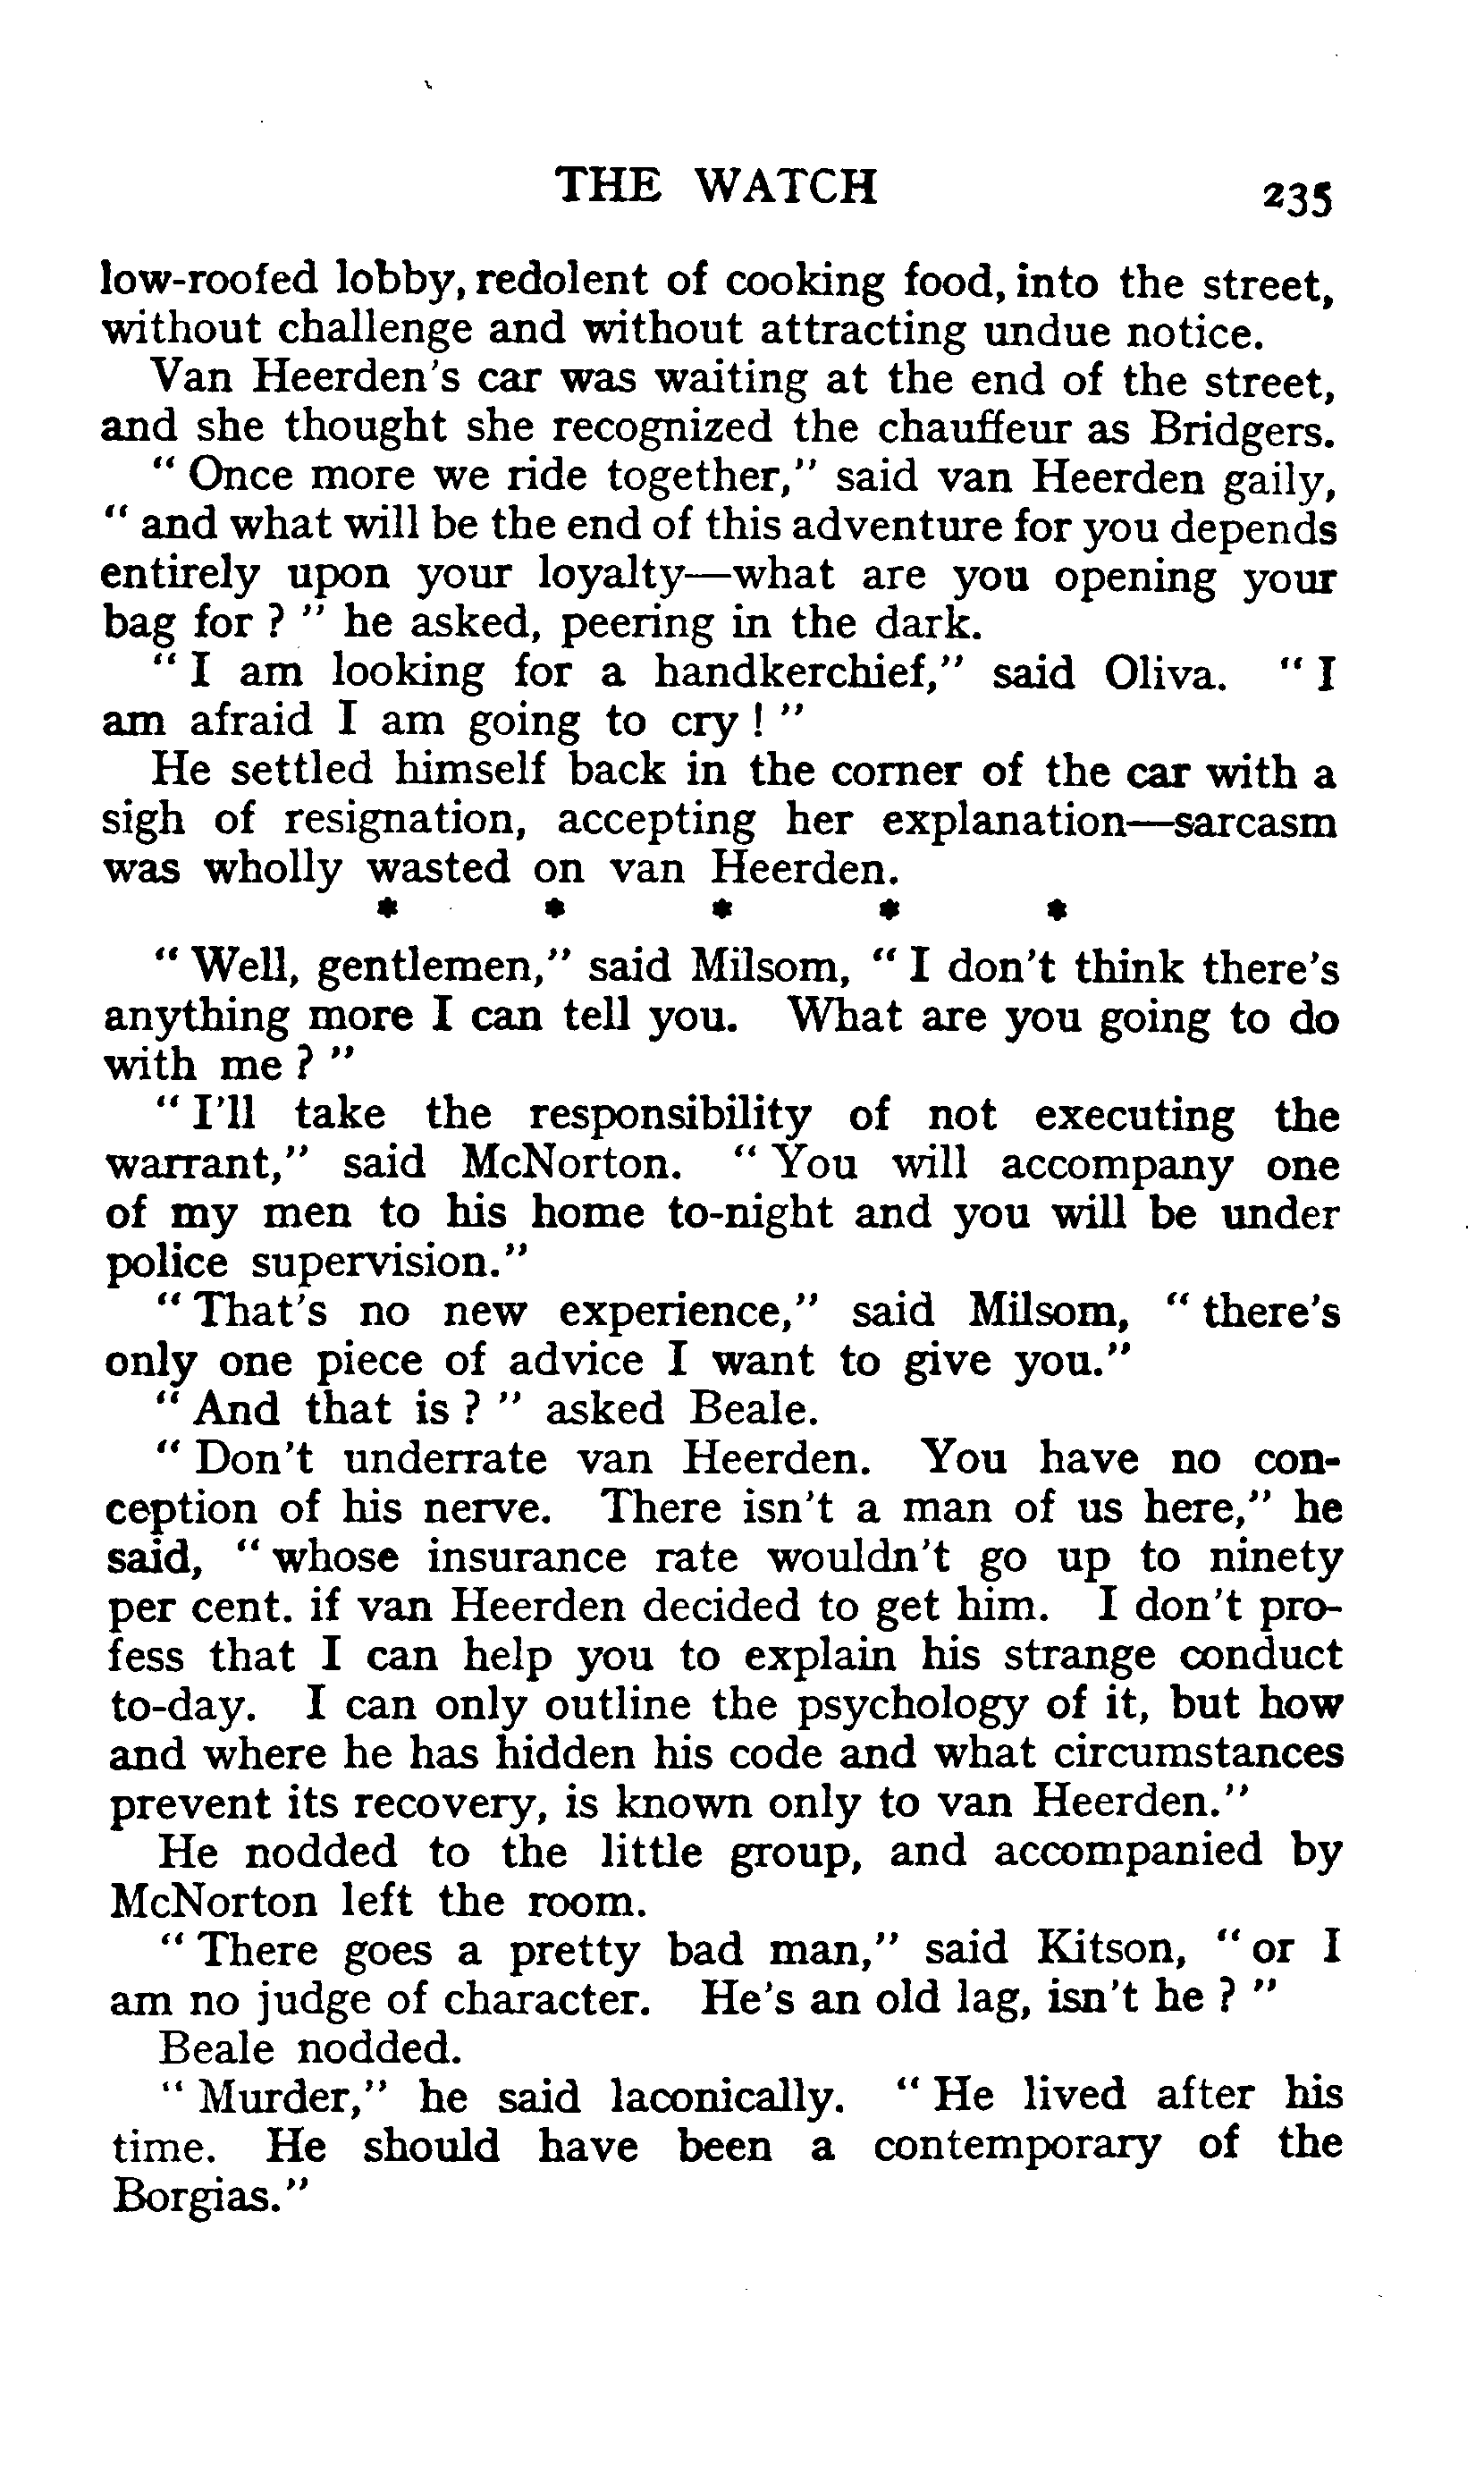 THE WATCH 235
low-roofed lobby, redolent of cooking food, into the street,
without challenge and without attracting undue notice.
Van Heerden's car was waiting at the end of the street,
and she thought she recognized the chauffeur as Bridgers.
" Once more we ride together," said van Heerden gaily,
" and what will be the end of this adventure for you depends
entirely upon your loyalty—what are you opening your
bag for ? " he asked, peering in the dark.
" I am looking for a handkerchief," said Oliva. " I
am afraid I am going to cry ! "
He settled himself back in the corner of the car with a
sigh of resignation, accepting her explanation—sarcasm
was wholly wasted on van Heerden.
* * * * *
" Well, gentlemen," said Milsom, " I don't think there's
anything more I can tell you. What are you going to do
with me ? "
" I'll take the responsibility of not executing the
warrant," said McNorton. " You will accompany one
of my men to his home to-night and you will be under
police supervision."
" That's no new experience," said Milsom, " there's
only one piece of advice I want to give you."
" And that is ? " asked Beale.
" Don't underrate van Heerden. You have no con-
ception of his nerve. There isn't a man of us here," he
said, " whose insurance rate wouldn't go up to ninety
per cent. if van Heerden decided to get him. I don't pro-
fess that I can help you to explain his strange conduct
to-day. I can only outline the psychology of it, but how
and where he has hidden his code and what circumstances
prevent its recovery, is known only to van Heerden."
He nodded to the little group, and accompanied by
McNorton left the room.
" There goes a pretty bad man," said Kitson, " or I
am no judge of character. He's an old lag, isn't he ? "
Beale nodded.
" Murder," he said laconically. " He lived after his
time. He should have been a contemporary of the
Borgias."